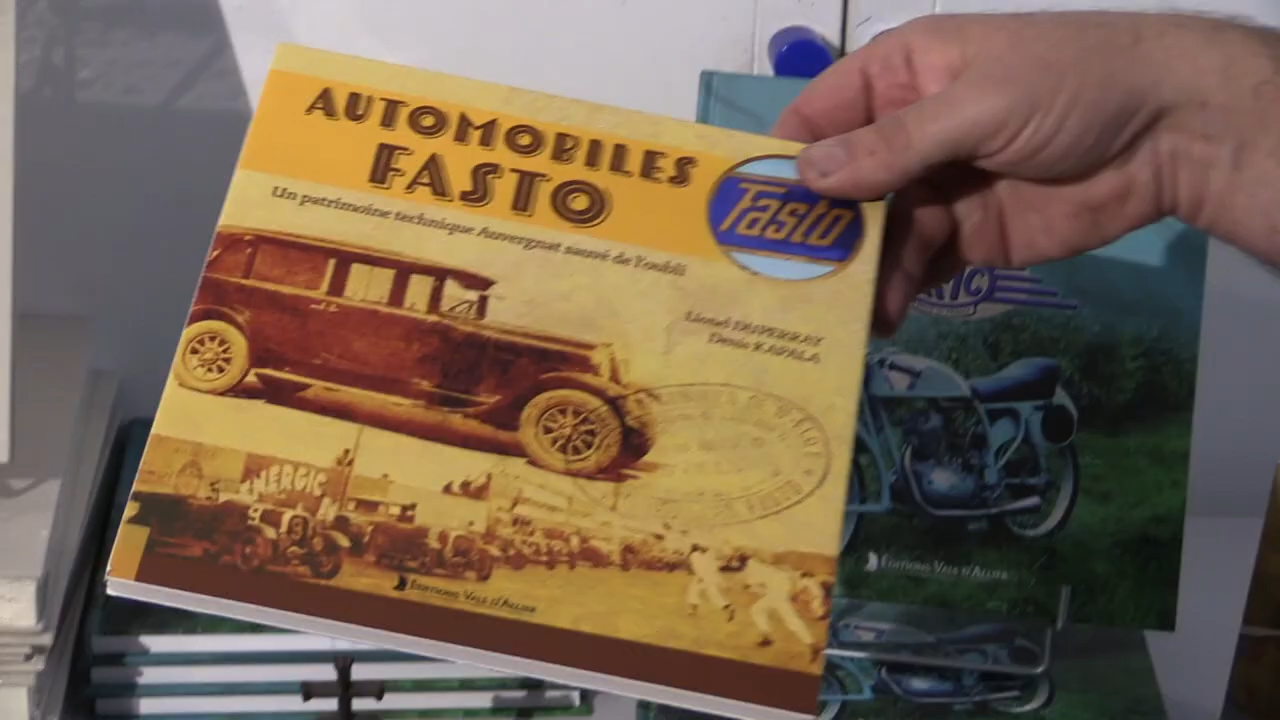 AUTOMOBILES
FASTO
Fasto
Un patrimoine technique Auvergnat sauvé de l'oubli
Lionel DUPERRAY
Denis KAPALA
ENERGIC
EDITIONS VALS D'ALLIER
EDITIONS VALS D'ALLIER